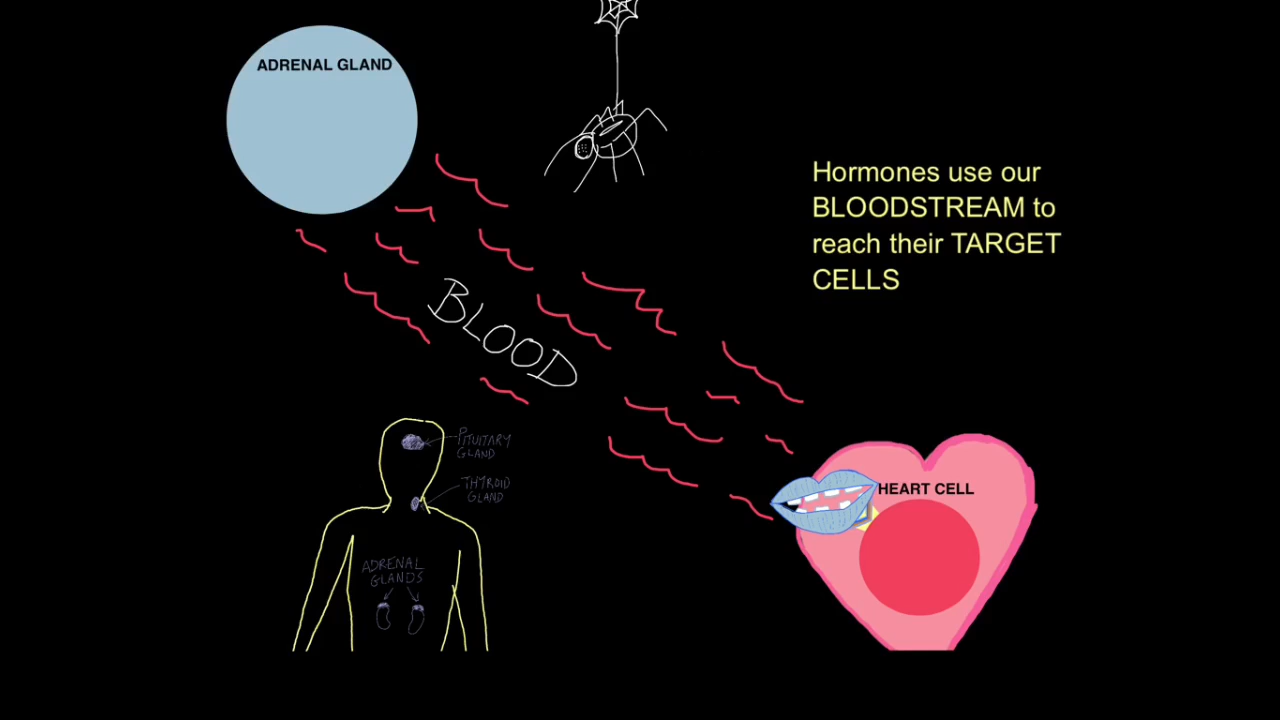 ADRENAL GLAND
Hormones use our
BLOODSTREAM to
reach their TARGET
CELLS
BLOOD
PITUITARY
GLAND
THYROID
GLAND
HEART CELL
ADRENAL
GLANDS